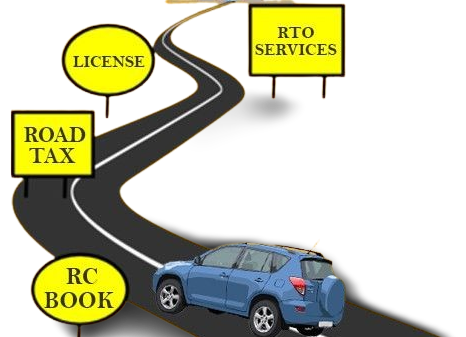 RTO
SERVICES
LICENSE
ROAD
TAX
RC
BOOK